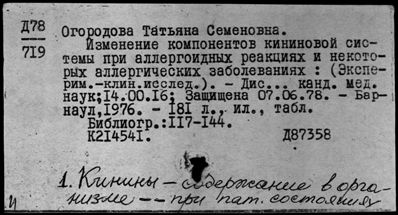 Д78
719
Огородова Татьяна Семеновна.
Изменение компонентов кининовой сис-
темы при аллергоидных реакциях и некото-
рых аллергических заболеваниях : (Экспе-
рим.-клин.исслед.). - Дис... канд. мед.
наук;14.00.16; Защищена 07.06.78. - Бар-
наул,1976. - 181 л., ил., табл.
Библиогр.:117-144.
К214541. Д87358
1. Кинины - содержание в орга-
низме -- при пат. состояниях